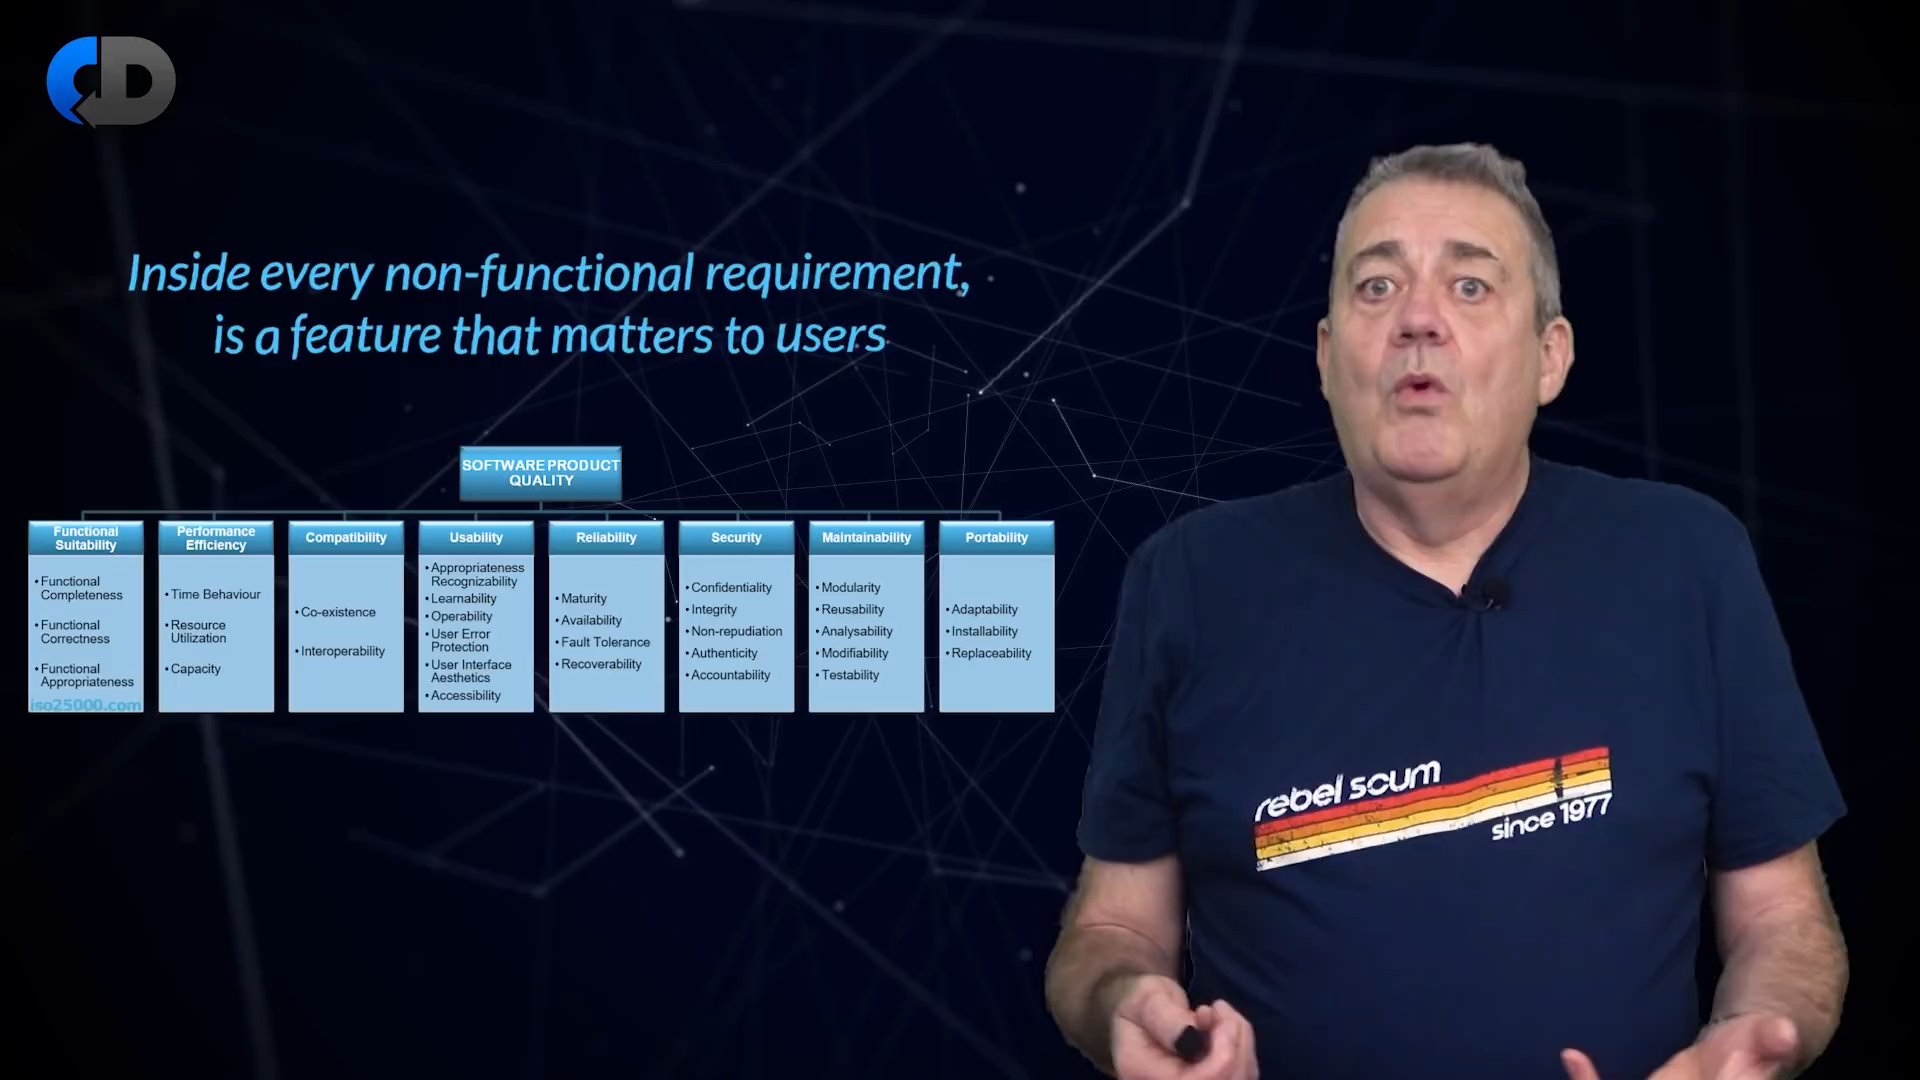 CD
Inside every non-functional requirement,
is a feature that matters to users
SOFTWARE PRODUCT
QUALITY
Functional
Suitability
• Functional
Completeness
• Functional
Correctness
• Functional
Appropriateness
iso25000.com
Performance
Efficiency
• Time Behaviour
• Resource
Utilization
• Capacity
Compatibility
• Co-existence
• Interoperability
Usability
• Appropriateness
Recognizability
• Learnability
• Operability
• User Error
Protection
• User Interface
Aesthetics
• Accessibility
Reliability
• Maturity
• Availability
• Fault Tolerance
• Recoverability
Security
• Confidentiality
• Integrity
• Non-repudiation
• Authenticity
• Accountability
Maintainability
• Modularity
• Reusability
• Analysability
• Modifiability
• Testability
Portability
• Adaptability
• Installability
• Replaceability
rebel scum
since 1977